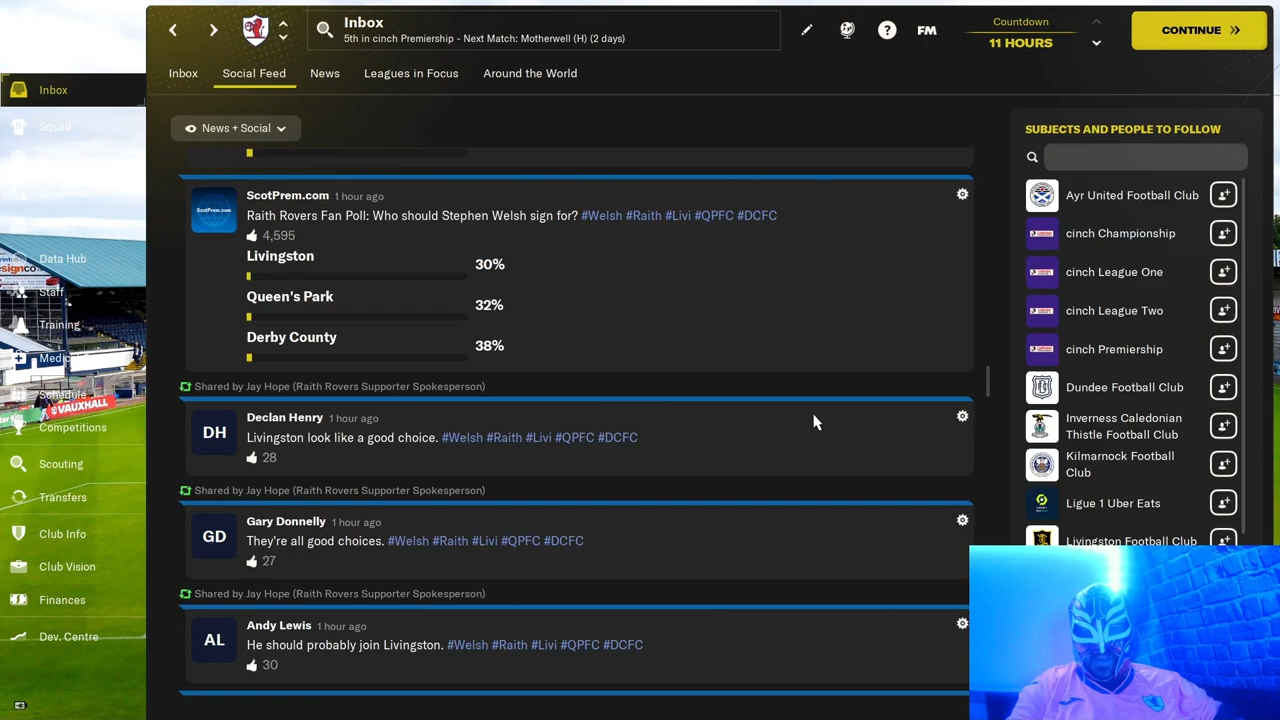 Inbox
5th in cinch Premiership - Next Match: Motherwell (H) (2 days)
FM
Countdown
11 HOURS
CONTINUE
Inbox
Social Feed
News
Leagues in Focus
Around the World
Inbox
Squad
Data Hub
Staff
Training
Schedule
VAUXHALL
Competitions
Scouting
Transfers
Club Info
Club Vision
Finances
Dev. Centre
News + Social
ScotPrem.com
ScotPrem.com 1 hour ago
Raith Rovers Fan Poll: Who should Stephen Welsh sign for? #Welsh #Raith #Livi #QPFC #DCFC
4,595
Livingston
30%
Queen's Park
32%
Derby County
38%
Shared by Jay Hope (Raith Rovers Supporter Spokesperson)
DH
Declan Henry 1 hour ago
Livingston look like a good choice. #Welsh #Raith #Livi #QPFC #DCFC
28
Shared by Jay Hope (Raith Rovers Supporter Spokesperson)
GD
Gary Donnelly 1 hour ago
They're all good choices. #Welsh #Raith #Livi #QPFC #DCFC
27
Shared by Jay Hope (Raith Rovers Supporter Spokesperson)
AL
Andy Lewis 1 hour ago
He should probably join Livingston. #Welsh #Raith #Livi #QPFC #DCFC
30
SUBJECTS AND PEOPLE TO FOLLOW
Ayr United Football Club
cinch Championship
cinch League One
cinch League Two
cinch Premiership
Dundee Football Club
Inverness Caledonian
Thistle Football Club
Kilmarnock Football
Club
Ligue 1 Uber Eats
Livingston Football Club